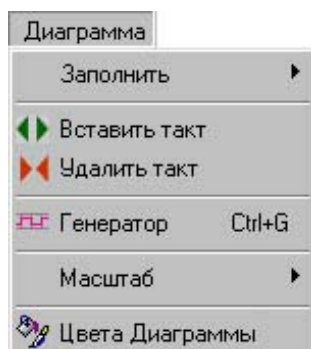 Диаграмма
Заполнить
Вставить такт
Удалить такт
Генератор Ctrl+G
Масштаб
Цвета Диаграммы